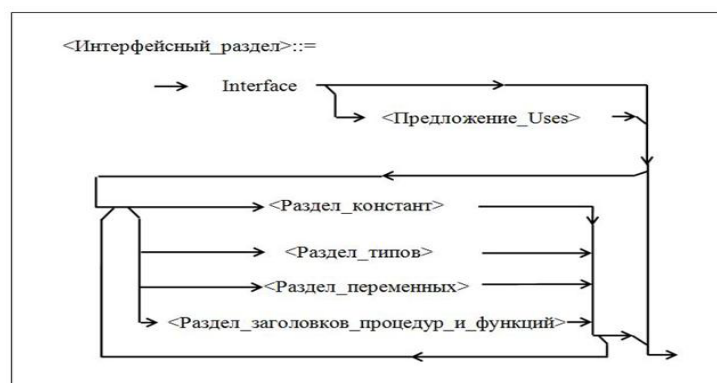 <Интерфейсный_раздел>::=
Interface
<Предложение_Uses>
<Раздел_констант>
<Раздел_типов>
<Раздел_переменных>
<Раздел_заголовков_процедур_и_функций>